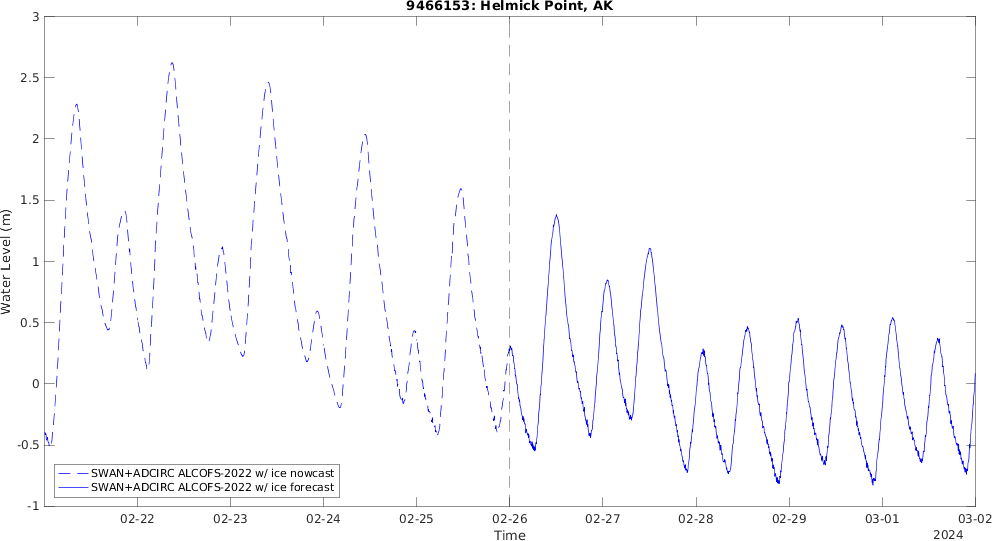 9466153: Helmick Point, AK
3
2.5
2
1.5
1
0.5
0
-0.5
-1
Water Level (m)
SWAN+ADCIRC ALCOFS-2022 w/ ice nowcast
SWAN+ADCIRC ALCOFS-2022 w/ ice forecast
02-22 02-23 02-24 02-25 02-26 02-27 02-28 02-29 03-01 03-02
Time
2024